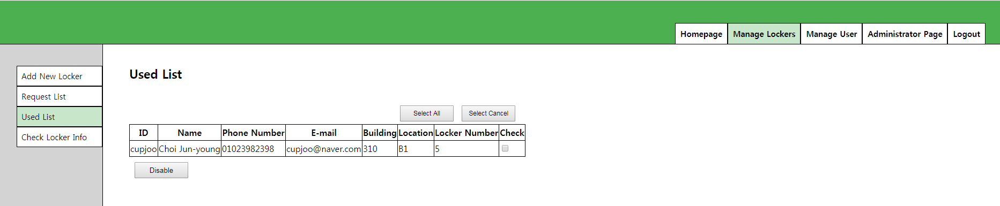 Homepage Manage Lockers Manage User Administrator Page Logout
Add New Locker
Request List
Used List
Check Locker Info
Used List
Select All Select Cancel
ID Name Phone Number E-mail Building Location Locker Number Check
cupjoo Choi Jun-young 01023982398 cupjoo@naver.com 310 B1 5
Disable